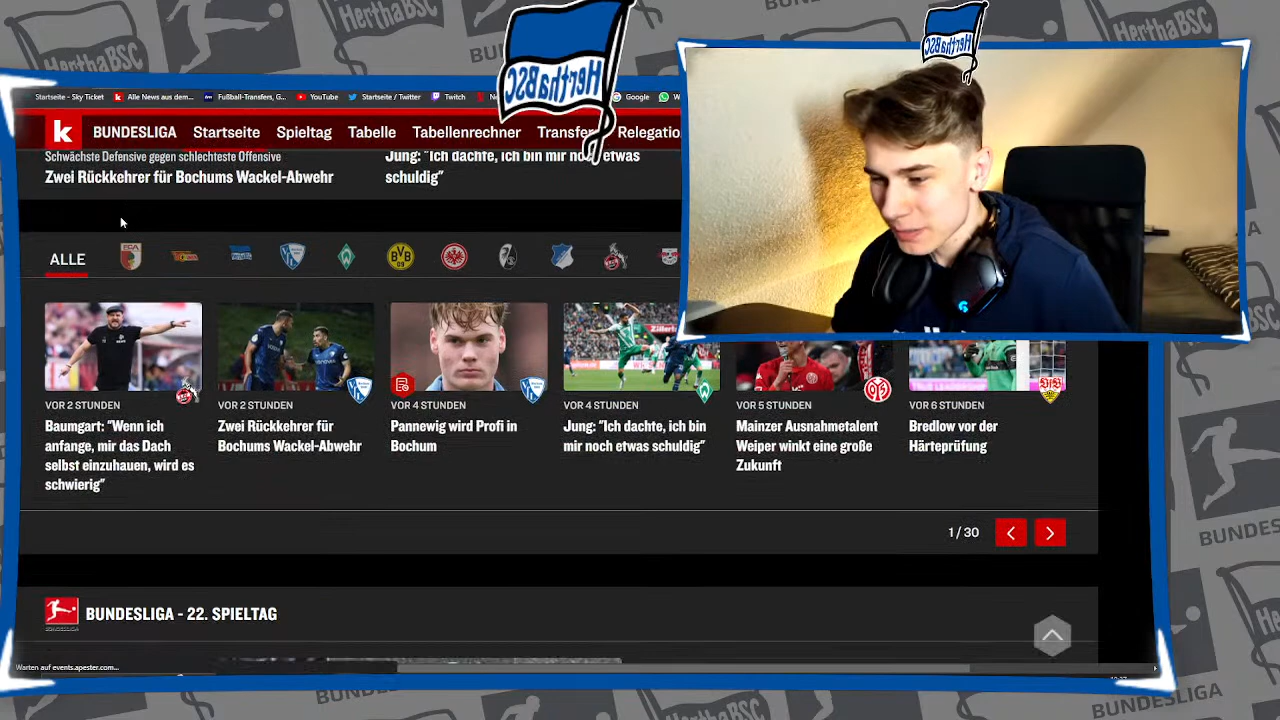 Startseite - Sky Ticket
Alle News aus dem...
Fußball-Transfers, G...
YouTube
Startseite / Twitter
Twitch
Google
BUNDESLIGA Startseite Spieltag Tabelle Tabellenrechner Transfer Relegatio
Schwächste Defensive gegen schlechteste Offensive
Zwei Rückkehrer für Bochums Wackel-Abwehr
Jung: "Ich dachte, ich bin mir noch etwas
schuldig"
ALLE
VOR 2 STUNDEN
Baumgart: "Wenn ich
anfange, mir das Dach
selbst einzuhauen, wird es
schwierig"
VOR 2 STUNDEN
Zwei Rückkehrer für
Bochums Wackel-Abwehr
VOR 4 STUNDEN
Pannewig wird Profi in
Bochum
VOR 4 STUNDEN
Jung: "Ich dachte, ich bin
mir noch etwas schuldig"
VOR 5 STUNDEN
Mainzer Ausnahmetalent
Weiper winkt eine große
Zukunft
VOR 6 STUNDEN
Bredlow vor der
Härteprüfung
1 / 30
BUNDESLIGA - 22. SPIELTAG
Warten auf events.apester.com...
HerthaBSC
HerthaBSC
BUNDESLIGA